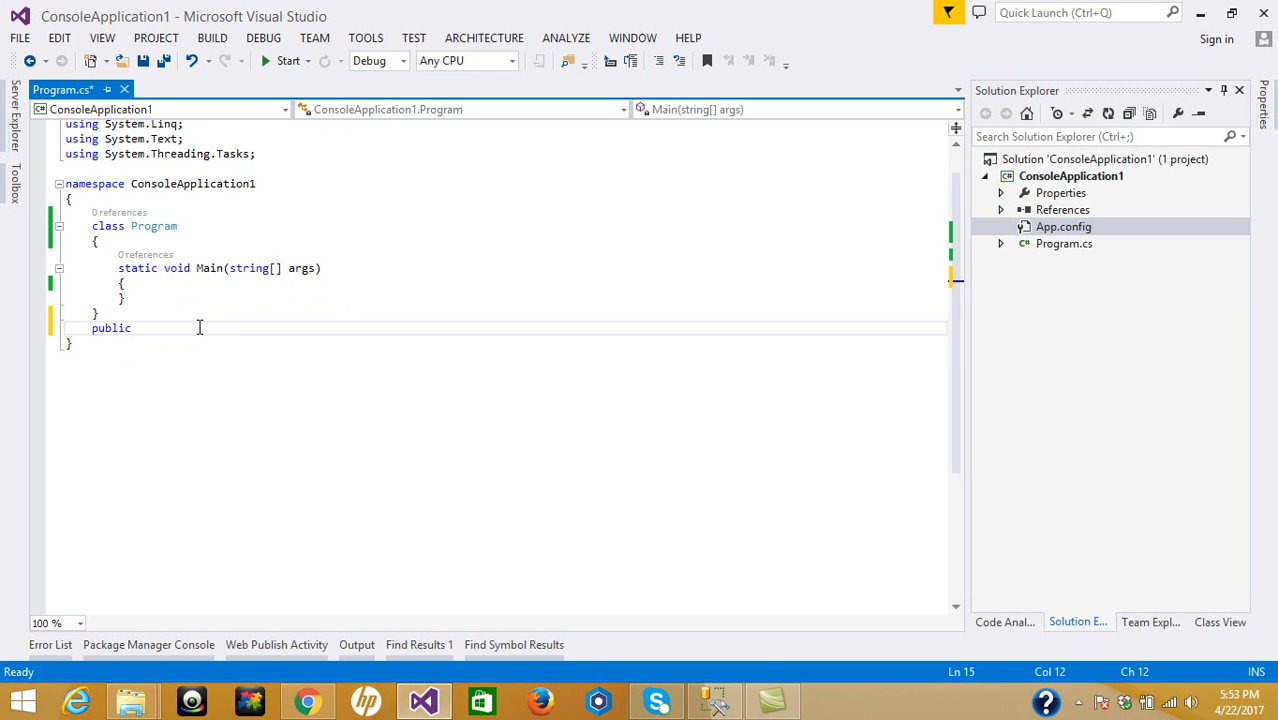 ConsoleApplication1 - Microsoft Visual Studio
Quick Launch (Ctrl+Q)
FILE EDIT VIEW PROJECT BUILD DEBUG TEAM TOOLS TEST ARCHITECTURE ANALYZE WINDOW HELP
Sign in
Start Debug Any CPU
Program.cs*
Solution Explorer
ConsoleApplication1 ConsoleApplication1.Program Main(string[] args)
Search Solution Explorer (Ctrl+;)
Server Explorer
Toolbox
Properties
using System.Linq;
using System.Text;
using System.Threading.Tasks;
namespace ConsoleApplication1
{
0 references
class Program
{
0 references
static void Main(string[] args)
{
}
}
public
}
Solution 'ConsoleApplication1' (1 project)
C# ConsoleApplication1
Properties
References
App.config
C# Program.cs
100 %
Code Anal... Solution E... Team Expl... Class View
Error List Package Manager Console Web Publish Activity Output Find Results 1 Find Symbol Results
Ready Ln 15 Col 12 Ch 12 INS
5:53 PM
4/22/2017